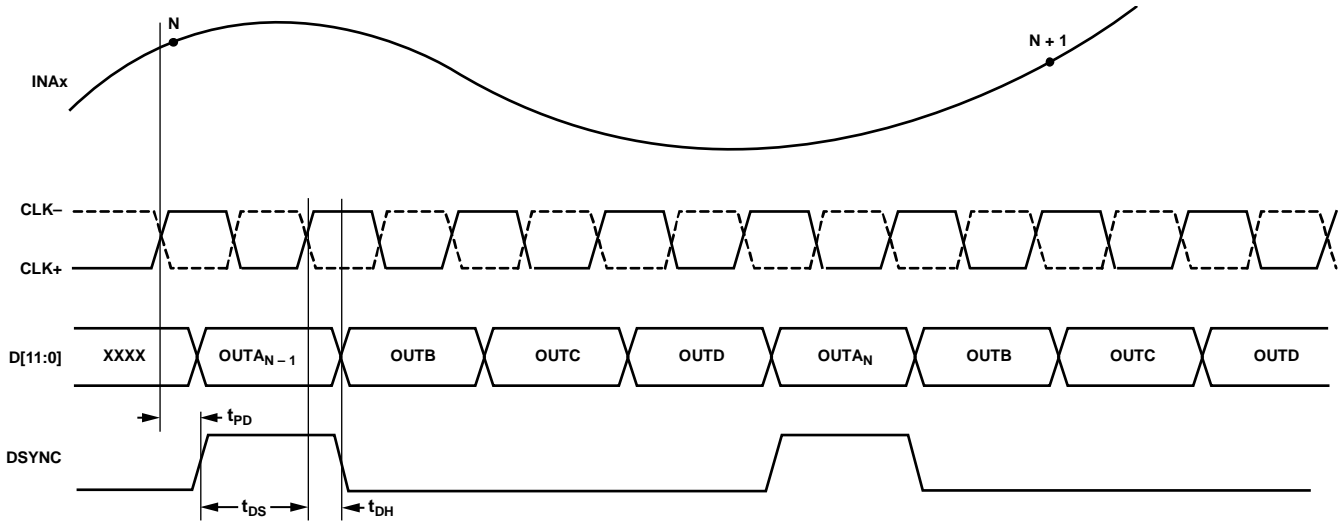 N
N + 1
INAx
CLK–
CLK+
D[11:0] XXXX OUTAN – 1 OUTB OUTC OUTD OUTAN OUTB OUTC OUTD
tPD
DSYNC
tDS tDH